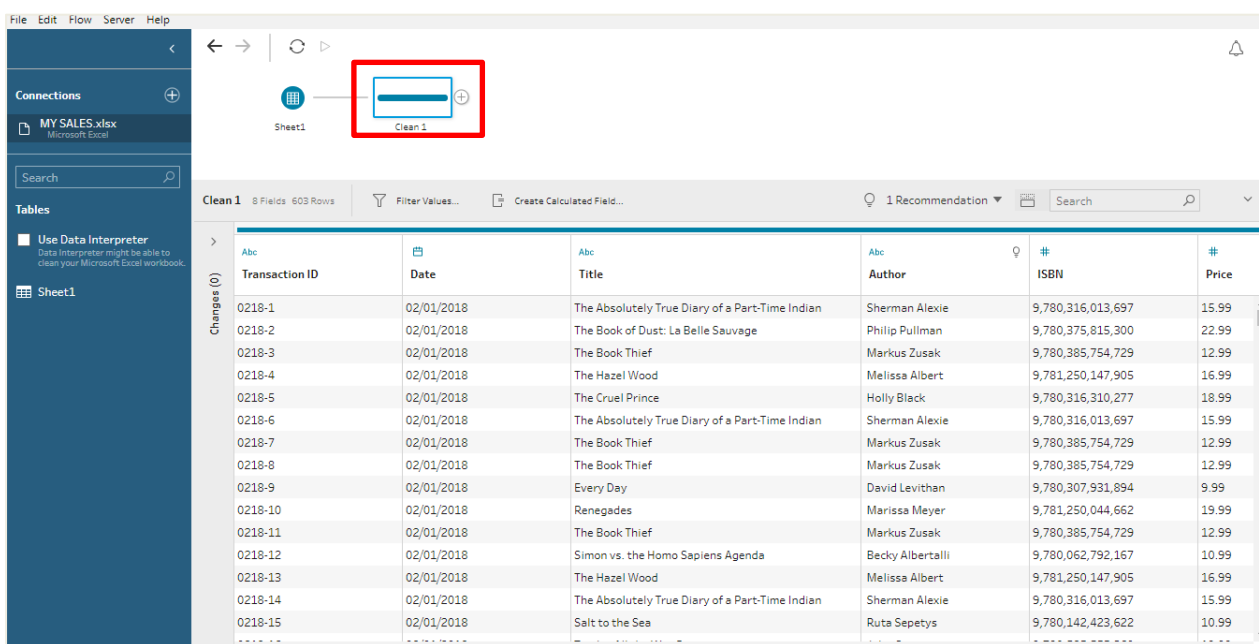 File Edit Flow Server Help
Connections
MY SALES.xlsx
Microsoft Excel
Search
Tables
Use Data Interpreter
Data Interpreter might be able to
clean your Microsoft Excel workbook.
Sheet1
Sheet1
Clean 1
Clean 1 8 Fields 603 Rows Filter Values... Create Calculated Field... 1 Recommendation Search
Changes (0)
Abc Abc Abc # #
Transaction ID Date Title Author ISBN Price
0218-1 02/01/2018 The Absolutely True Diary of a Part-Time Indian Sherman Alexie 9,780,316,013,697 15.99
0218-2 02/01/2018 The Book of Dust: La Belle Sauvage Philip Pullman 9,780,375,815,300 22.99
0218-3 02/01/2018 The Book Thief Markus Zusak 9,780,385,754,729 12.99
0218-4 02/01/2018 The Hazel Wood Melissa Albert 9,781,250,147,905 16.99
0218-5 02/01/2018 The Cruel Prince Holly Black 9,780,316,310,277 18.99
0218-6 02/01/2018 The Absolutely True Diary of a Part-Time Indian Sherman Alexie 9,780,316,013,697 15.99
0218-7 02/01/2018 The Book Thief Markus Zusak 9,780,385,754,729 12.99
0218-8 02/01/2018 The Book Thief Markus Zusak 9,780,385,754,729 12.99
0218-9 02/01/2018 Every Day David Levithan 9,780,307,931,894 9.99
0218-10 02/01/2018 Renegades Marissa Meyer 9,781,250,044,662 19.99
0218-11 02/01/2018 The Book Thief Markus Zusak 9,780,385,754,729 12.99
0218-12 02/01/2018 Simon vs. the Homo Sapiens Agenda Becky Albertalli 9,780,062,792,167 10.99
0218-13 02/01/2018 The Hazel Wood Melissa Albert 9,781,250,147,905 16.99
0218-14 02/01/2018 The Absolutely True Diary of a Part-Time Indian Sherman Alexie 9,780,316,013,697 15.99
0218-15 02/01/2018 Salt to the Sea Ruta Sepetys 9,780,142,423,622 10.99